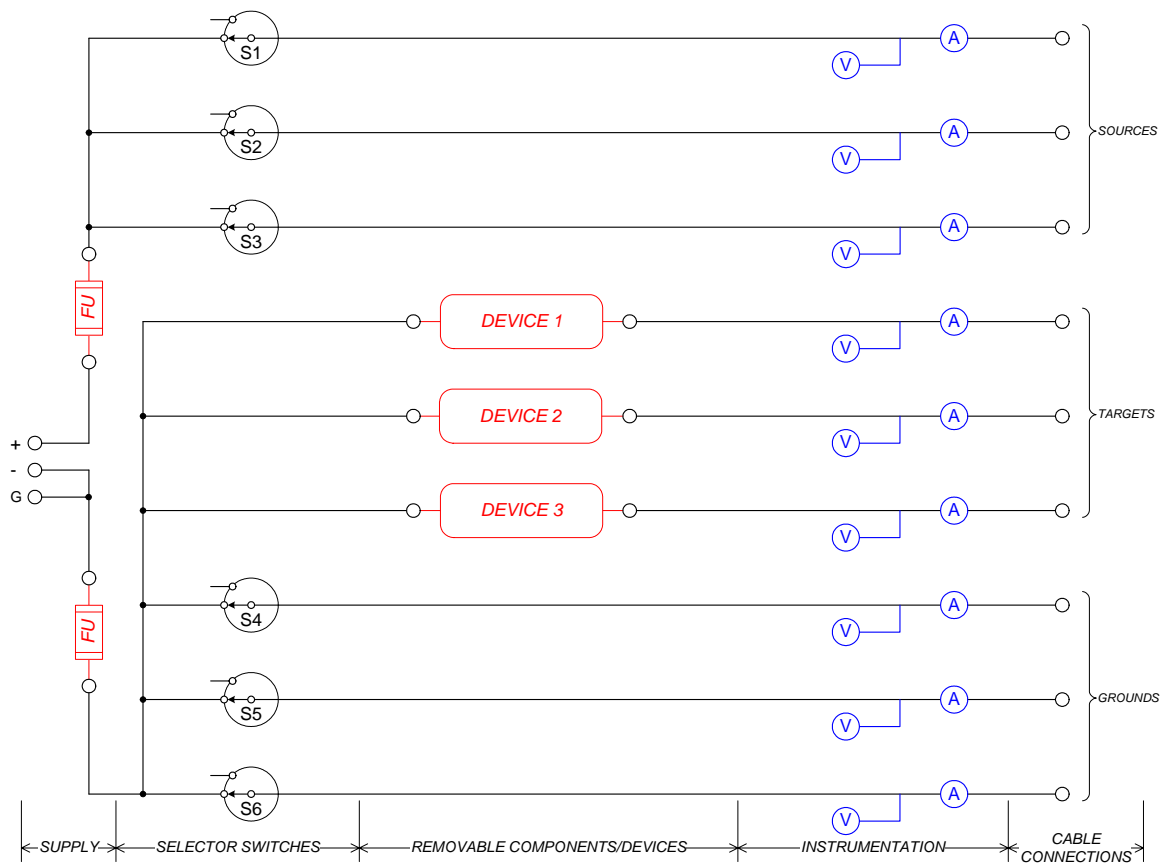 S1
A
V
S2
A
V
SOURCES
S3
A
V
FU
DEVICE 1
A
V
DEVICE 2
A
V
TARGETS
+
-
G
DEVICE 3
A
V
S4
A
V
FU
S5
A
V
GROUNDS
S6
A
V
SUPPLY
SELECTOR SWITCHES
REMOVABLE COMPONENTS/DEVICES
INSTRUMENTATION
CABLE
CONNECTIONS